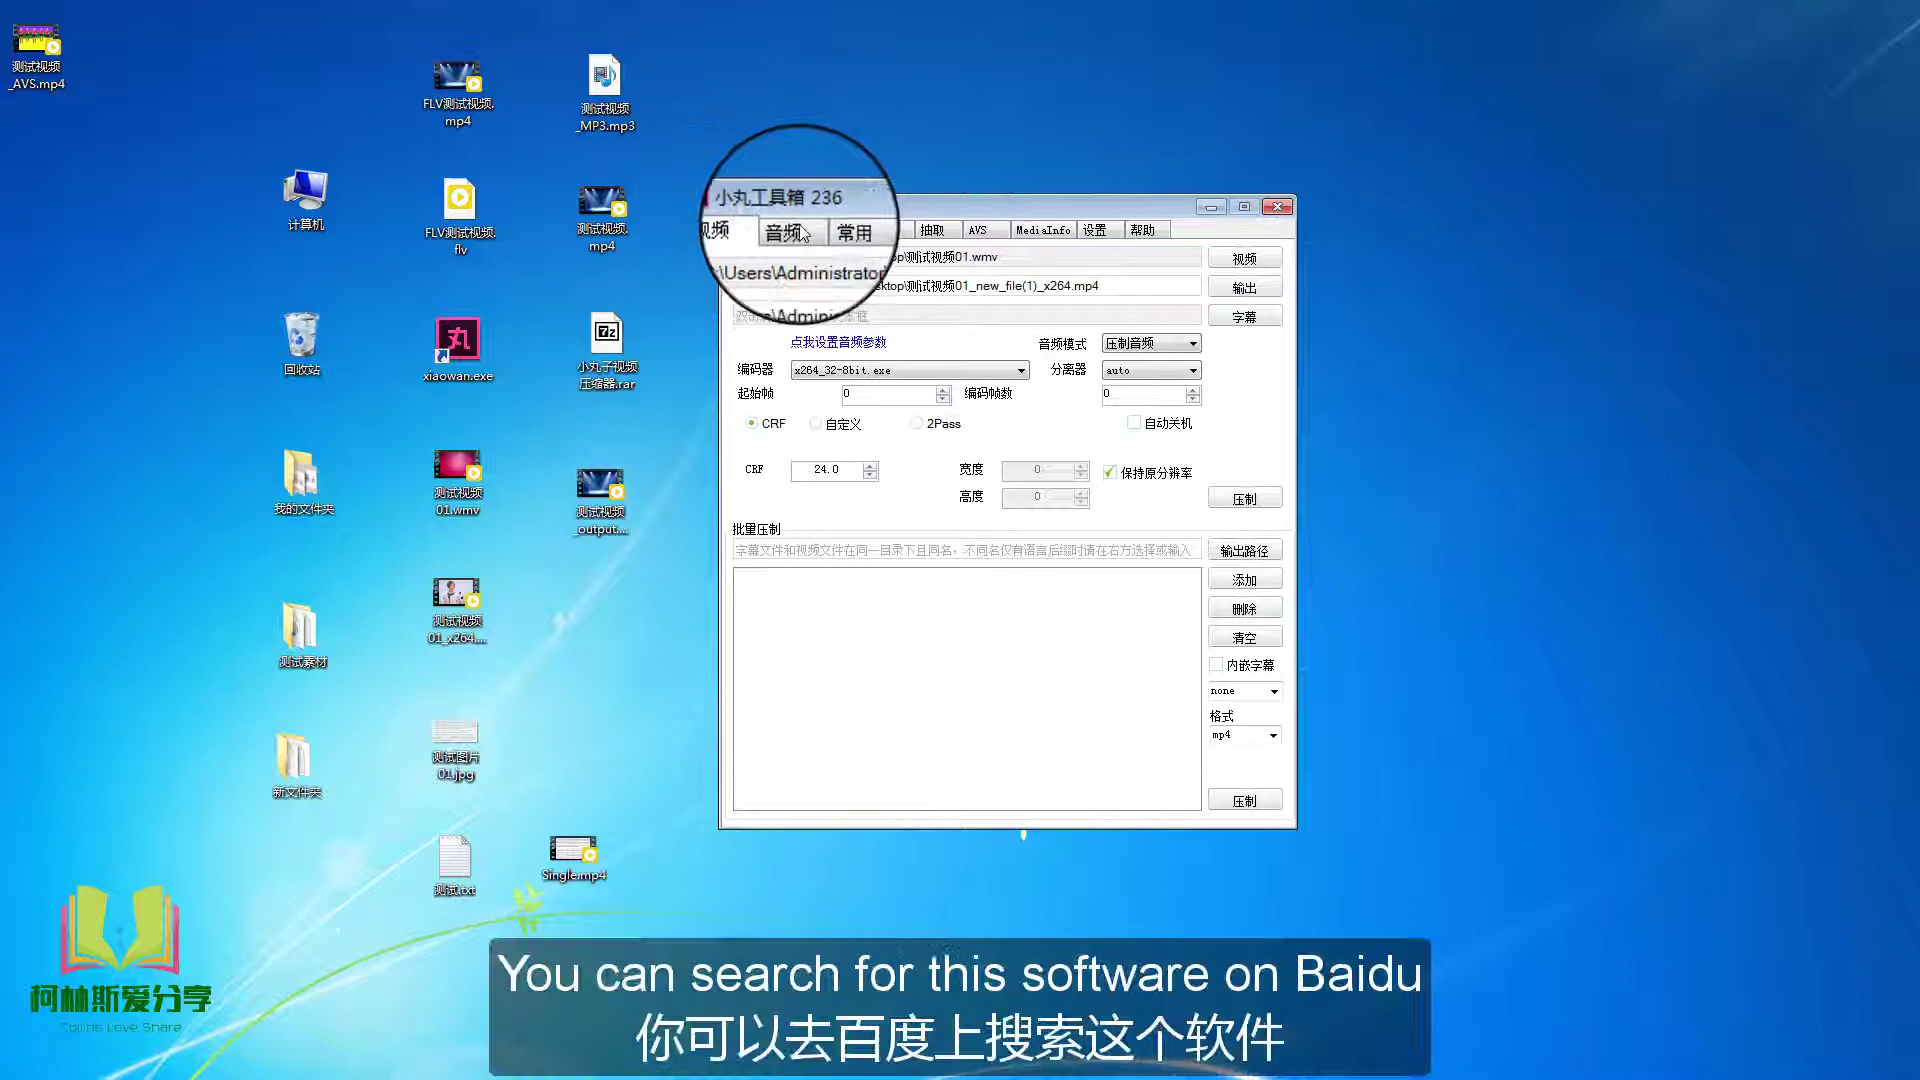 测试视频
_AVS.mp4
FLV测试视频.
mp4
测试视频
_MP3.mp3
计算机
FLV测试视频.
flv
测试视频.
mp4
回收站
xiaowan.exe
小丸子视频
压缩器.rar
我的文件夹
测试视频
01.wmv
测试视频
_output....
测试素材
测试视频
01_x264....
新文件夹
测试图片
01.jpg
测试.txt
Single.mp4
小丸工具箱 236
视频 音频 常用 抽取 AVS MediaInfo 设置 帮助
:\Users\Administrator
op\测试视频01.wmv 视频
sktop\测试视频01_new_file(1)_x264.mp4 输出
双击 字幕
点我设置音频参数 音频模式 压制音频
编码器 x264_32-8bit.exe 分离器 auto
起始帧 0 编码帧数 0
CRF 自定义 2Pass 自动关机
CRF 24.0 宽度 0 保持原分辨率
高度 0 压制
批量压制
字幕文件和视频文件在同一目录下且同名，不同名仅有语言后缀时请在右方选择或输入 输出路径
添加
删除
清空
内嵌字幕
none
格式
mp4
压制
柯林斯爱分享
Collins Love Share
You can search for this software on Baidu
你可以去百度上搜索这个软件